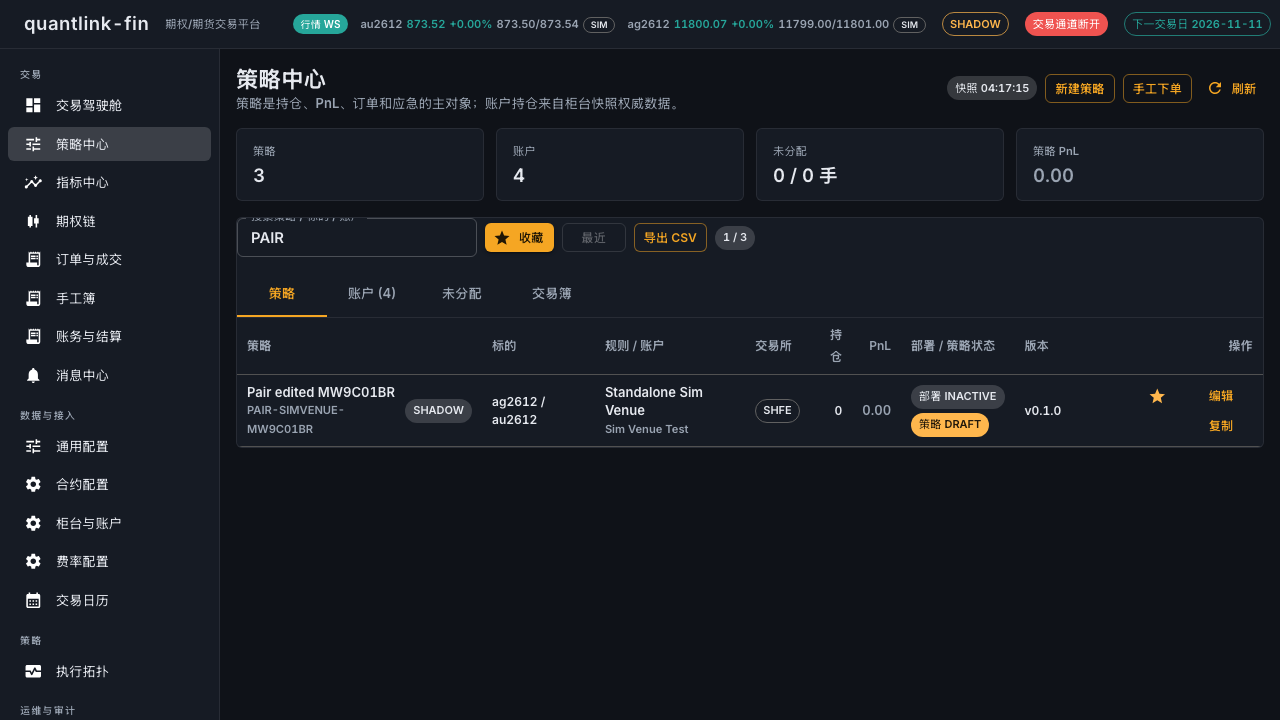 quantlink-fin
期权/期货交易平台
行情 WS
au2612 873.52 +0.00% 873.50/873.54 SIM
ag2612 11800.07 +0.00% 11799.00/11801.00 SIM
SHADOW
交易通道断开
下一交易日 2026-11-11
交易
交易驾驶舱
策略中心
指标中心
期权链
订单与成交
手工簿
账务与结算
消息中心
数据与接入
通用配置
合约配置
柜台与账户
费率配置
交易日历
策略
执行拓扑
运维与审计
策略中心
策略是持仓、PnL、订单和应急的主对象；账户持仓来自柜台快照权威数据。
快照 04:17:15
新建策略
手工下单
刷新
策略
3
账户
4
未分配
0 / 0 手
策略 PnL
0.00
搜索策略 / 标的 / 账户
PAIR
收藏
最近
导出 CSV
1 / 3
策略
账户 (4)
未分配
交易簿
策略
标的
规则 / 账户
交易所
持
仓
PnL
部署 / 策略状态
版本
操作
Pair edited MW9C01BR
PAIR-SIMVENUE-
MW9C01BR
SHADOW
ag2612 /
au2612
Standalone Sim
Venue
Sim Venue Test
SHFE
0
0.00
部署 INACTIVE
策略 DRAFT
v0.1.0
编辑
复制